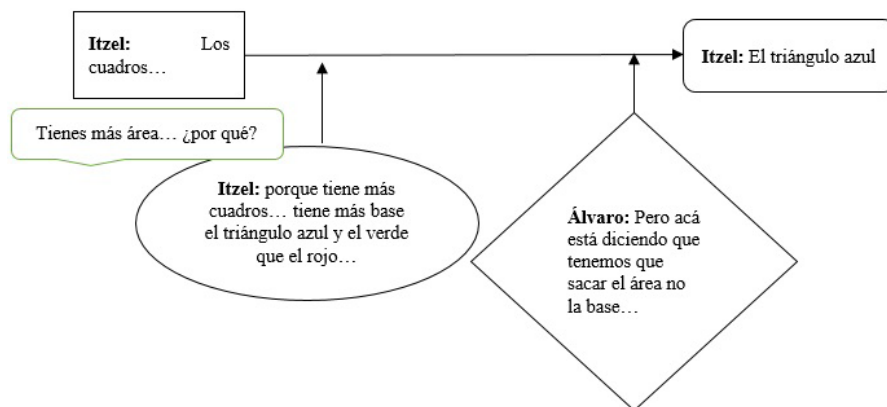 Itzel: Los
cuadros…
Itzel: El triángulo azul
Tienes más área… ¿por qué?
Itzel: porque tiene más
cuadros… tiene más base
el triángulo azul y el verde
que el rojo…
Álvaro: Pero acá
está diciendo que
tenemos que
sacar el área no
la base…